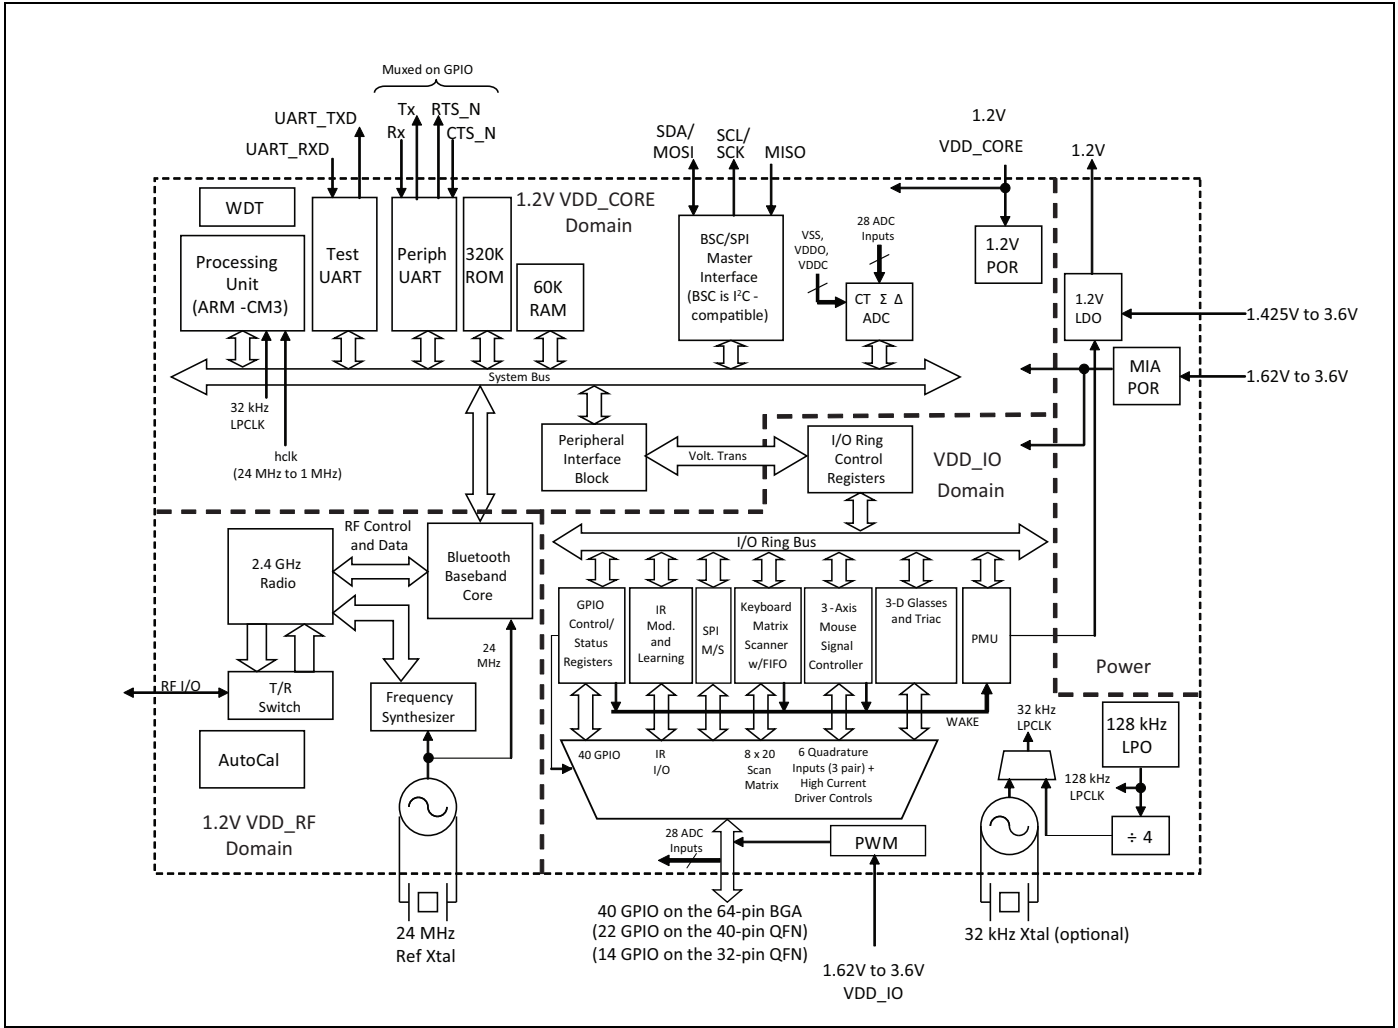 Muxed on GPIO
UART_TXD
UART_RXD
Tx
RTS_N
Rx
CTS_N
SDA/
MOSI
SCL/
SCK
MISO
1.2V
VDD_CORE
1.2V
WDT
Processing
Unit
(ARM -CM3)
Test
UART
Periph
UART
320K
ROM
60K
RAM
1.2V VDD_CORE
Domain
BSC/SPI
Master
Interface
(BSC is I²C -
compatible)
VSS,
VDDO,
VDDC
28 ADC
Inputs
CT Σ Δ
ADC
1.2V
POR
1.2V
LDO
1.425V to 3.6V
MIA
POR
1.62V to 3.6V
System Bus
32 kHz
LPCLK
hclk
(24 MHz to 1 MHz)
Peripheral
Interface
Block
Volt. Trans
I/O Ring
Control
Registers
VDD_IO
Domain
I/O Ring Bus
2.4 GHz
Radio
RF Control
and Data
Bluetooth
Baseband
Core
24
MHz
RF I/O
T/R
Switch
Frequency
Synthesizer
AutoCal
1.2V VDD_RF
Domain
24 MHz
Ref Xtal
GPIO
Control/
Status
Registers
IR
Mod.
and
Learning
SPI
M/S
Keyboard
Matrix
Scanner
w/FIFO
3-Axis
Mouse
Signal
Controller
3-D Glasses
and Triac
PMU
WAKE
Power
40 GPIO
IR
I/O
8 x 20
Scan
Matrix
6 Quadrature
Inputs (3 pair) +
High Current
Driver Controls
28 ADC
Inputs
PWM
40 GPIO on the 64-pin BGA
(22 GPIO on the 40-pin QFN)
(14 GPIO on the 32-pin QFN)
1.62V to 3.6V
VDD_IO
32 kHz
LPCLK
128 kHz
LPO
128 kHz
LPCLK
÷ 4
32 kHz Xtal (optional)